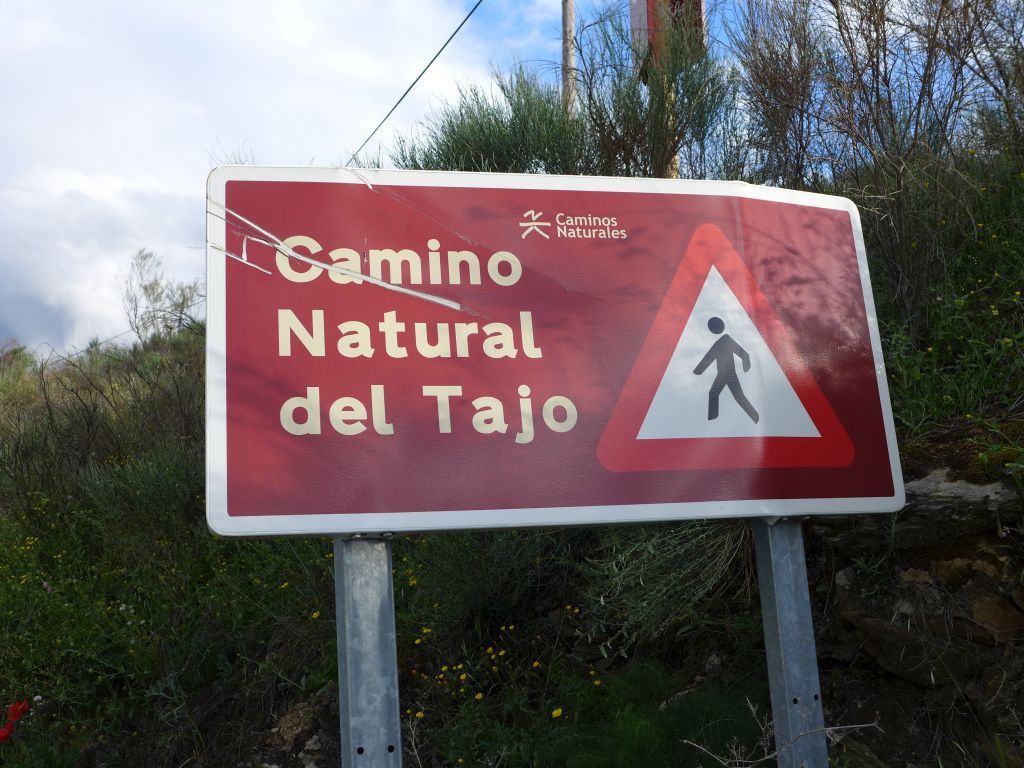 Caminos
Naturales
Camino
Natural
del Tajo